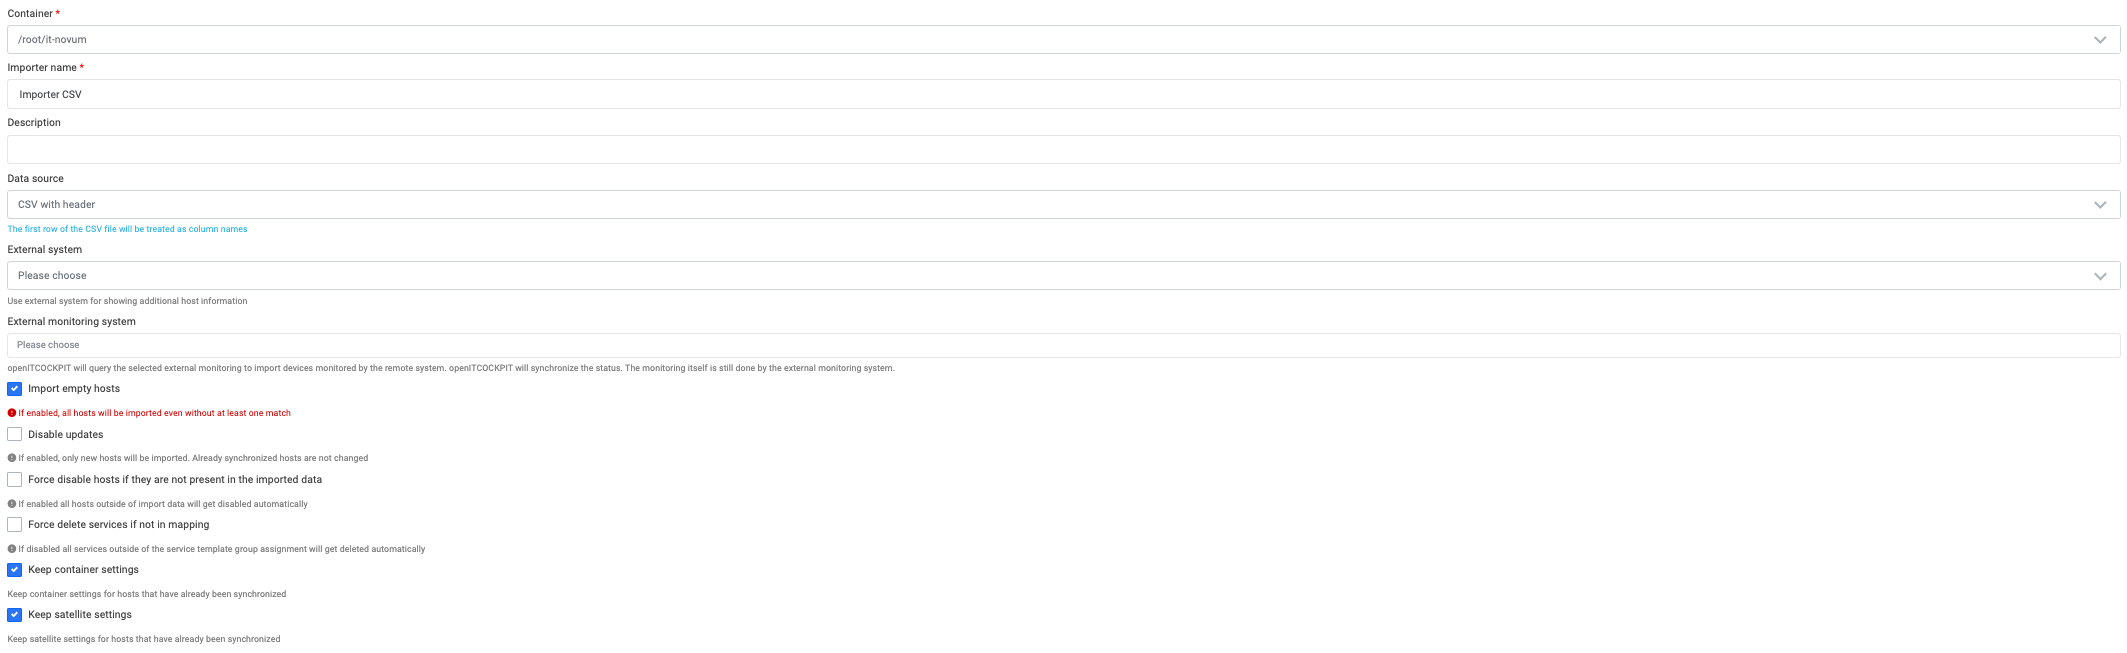 Container *
/root/it-novum
Importer name *
Importer CSV
Description
Data source
CSV with header
The first row of the CSV file will be treated as column names
External system
Please choose
Use external system for showing additional host information
External monitoring system
Please choose
openITCOCKPIT will query the selected external monitoring to import devices monitored by the remote system. openITCOCKPIT will synchronize the status. The monitoring itself is still done by the external monitoring system.
Import empty hosts
If enabled, all hosts will be imported even without at least one match
Disable updates
If enabled, only new hosts will be imported. Already synchronized hosts are not changed
Force disable hosts if they are not present in the imported data
If enabled all hosts outside of import data will get disabled automatically
Force delete services if not in mapping
If disabled all services outside of the service template group assignment will get deleted automatically
Keep container settings
Keep container settings for hosts that have already been synchronized
Keep satellite settings
Keep satellite settings for hosts that have already been synchronized